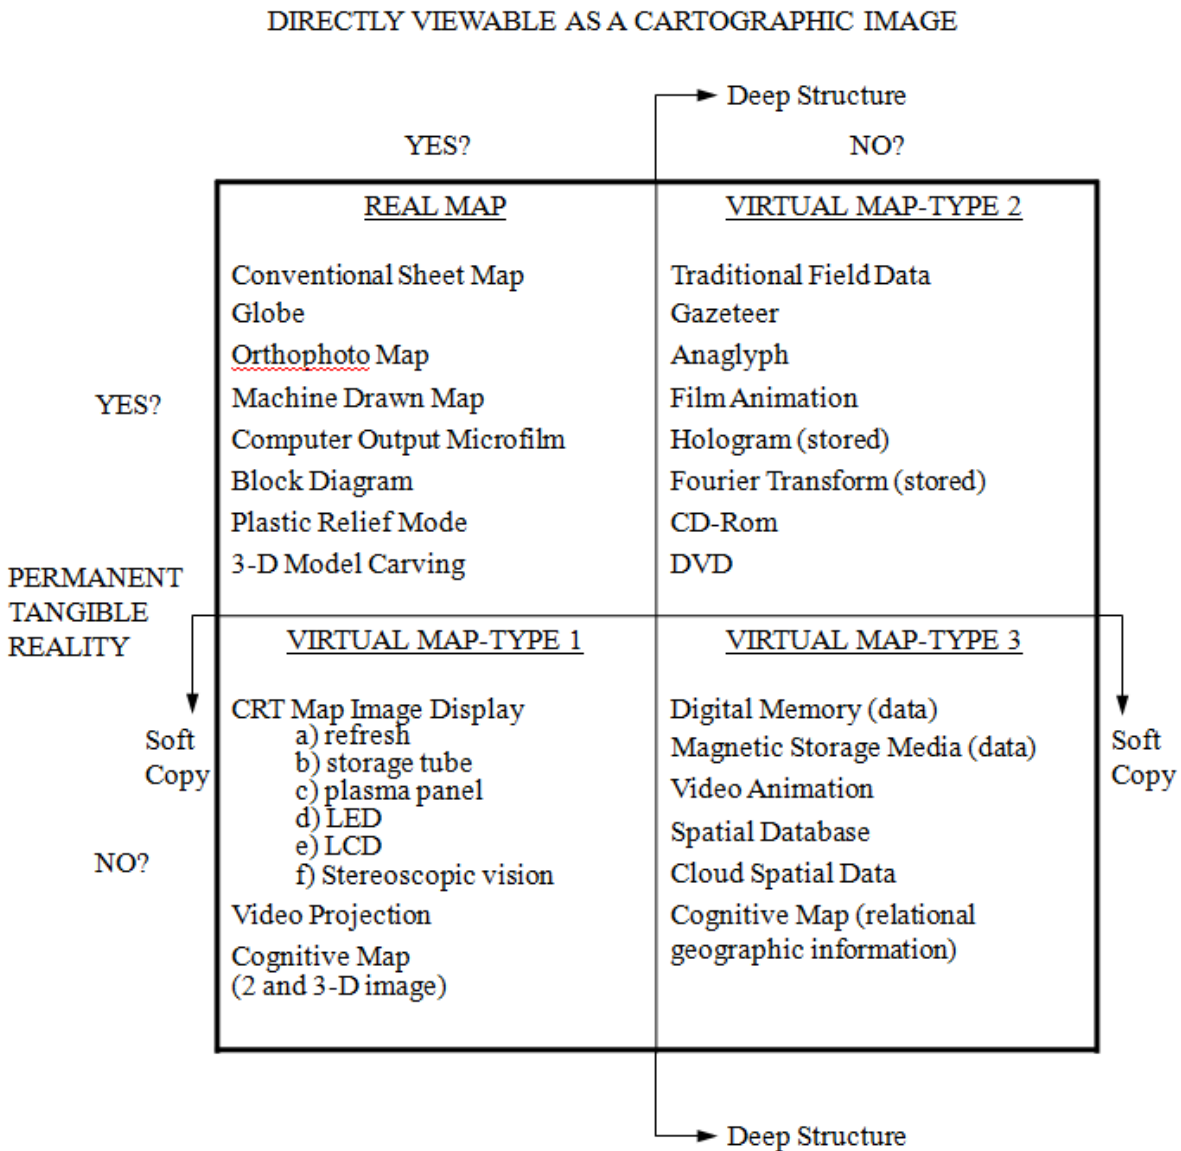 DIRECTLY VIEWABLE AS A CARTOGRAPHIC IMAGE
Deep Structure
YES?
NO?
REAL MAP
Conventional Sheet Map
Globe
Orthophoto Map
Machine Drawn Map
Computer Output Microfilm
Block Diagram
Plastic Relief Mode
3-D Model Carving
VIRTUAL MAP-TYPE 2
Traditional Field Data
Gazeteer
Anaglyph
Film Animation
Hologram (stored)
Fourier Transform (stored)
CD-Rom
DVD
YES?
PERMANENT
TANGIBLE
REALITY
NO?
Soft
Copy
VIRTUAL MAP-TYPE 1
CRT Map Image Display
a) refresh
b) storage tube
c) plasma panel
d) LED
e) LCD
f) Stereoscopic vision
Video Projection
Cognitive Map
(2 and 3-D image)
VIRTUAL MAP-TYPE 3
Digital Memory (data)
Magnetic Storage Media (data)
Video Animation
Spatial Database
Cloud Spatial Data
Cognitive Map (relational
geographic information)
Soft
Copy
Deep Structure